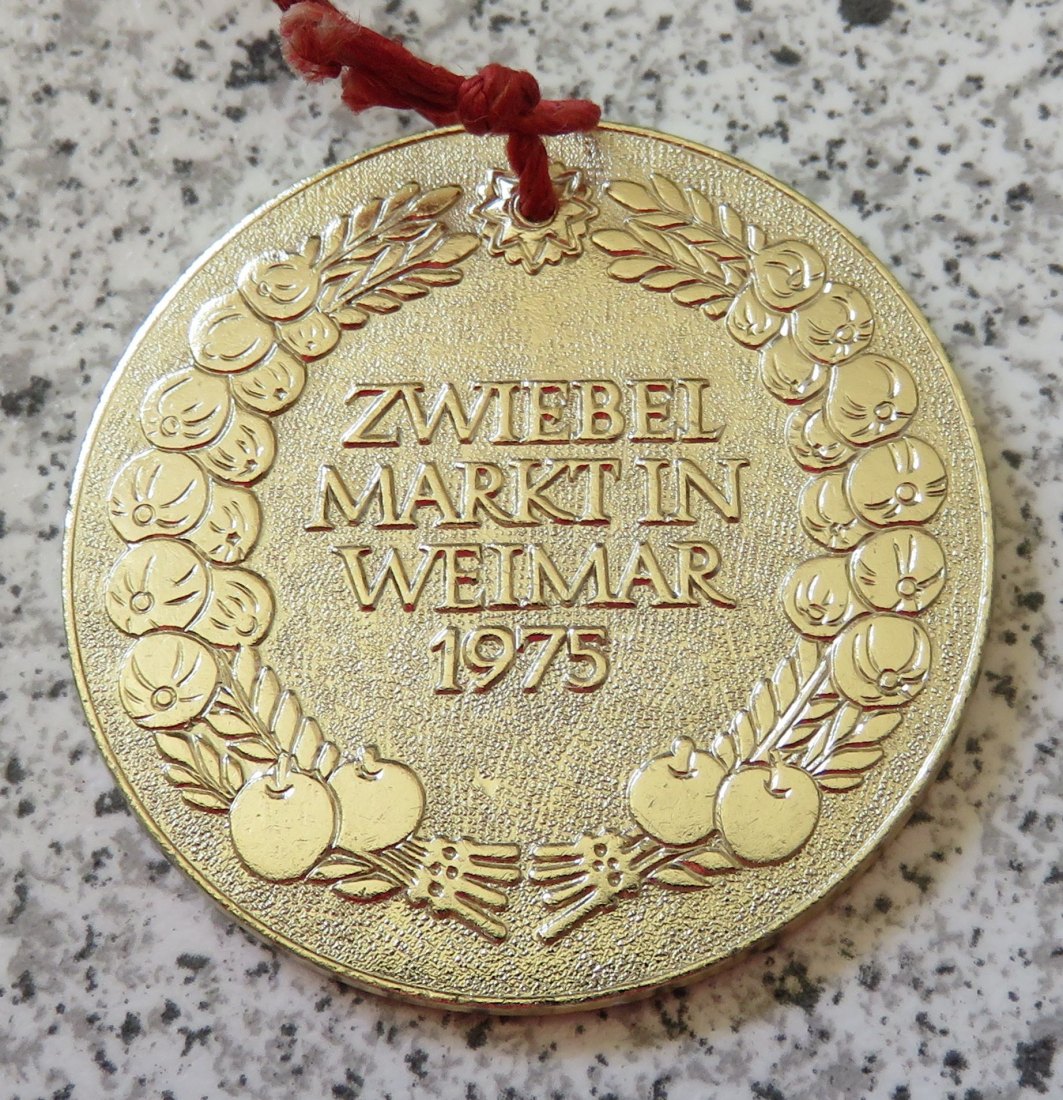 ZWIEBEL
MARKT IN
WEIMAR
1975